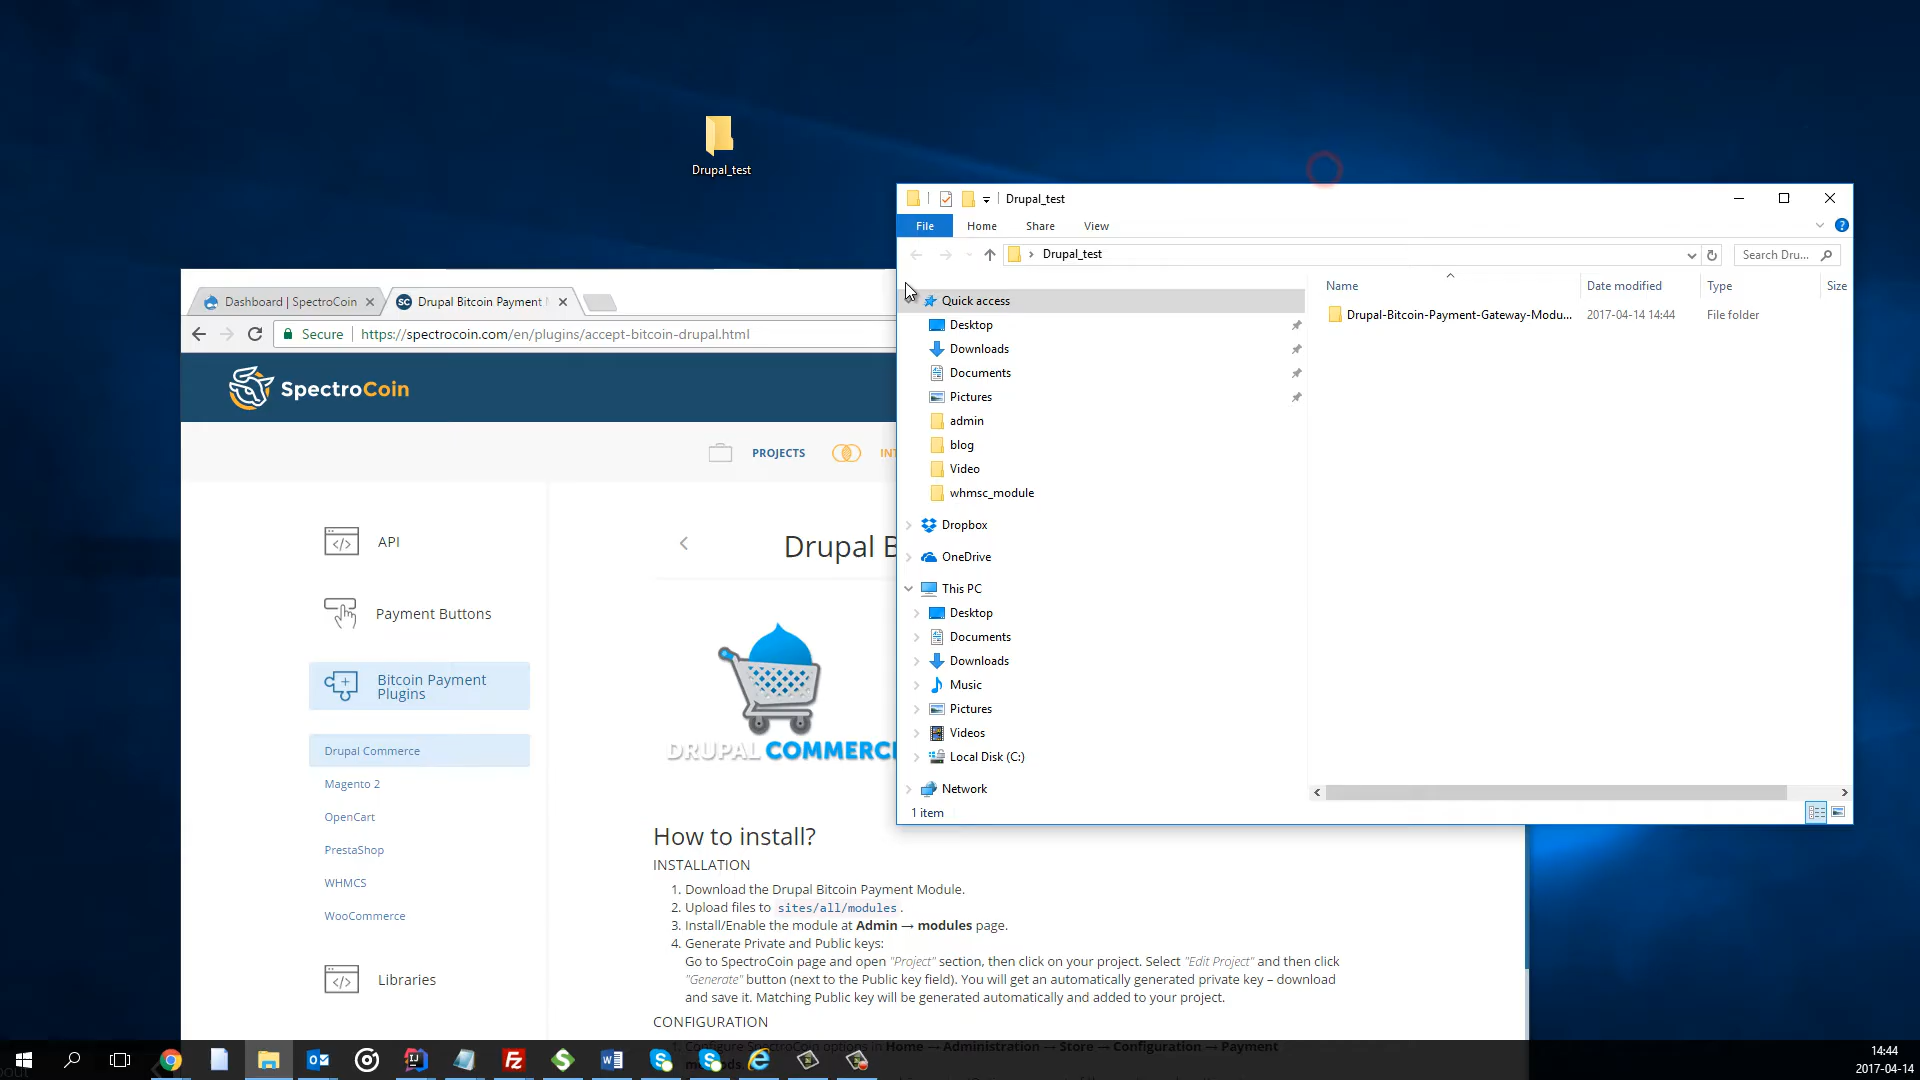 Drupal_test
Drupal_test
File Home Share View
Drupal_test
Search Dru...
Name Date modified Type Size
Drupal-Bitcoin-Payment-Gateway-Modu... 2017-04-14 14:44 File folder
Quick access
Desktop
Downloads
Documents
Pictures
admin
blog
Video
whmsc_module
Dropbox
OneDrive
This PC
Desktop
Documents
Downloads
Music
Pictures
Videos
Local Disk (C:)
Network
1 item
Dashboard | SpectroCoin
Drupal Bitcoin Payment
Secure https://spectrocoin.com/en/plugins/accept-bitcoin-drupal.html
SpectroCoin
PROJECTS INT
API
Payment Buttons
Bitcoin Payment
Plugins
Drupal Commerce
Magento 2
OpenCart
PrestaShop
WHMCS
WooCommerce
Libraries
Drupal B
DRUPAL COMMERCE
How to install?
INSTALLATION
1. Download the Drupal Bitcoin Payment Module.
2. Upload files to sites/all/modules.
3. Install/Enable the module at Admin → modules page.
4. Generate Private and Public keys:
Go to SpectroCoin page and open "Project" section, then click on your project. Select "Edit Project" and then click
"Generate" button (next to the Public key field). You will get an automatically generated private key – download
and save it. Matching Public key will be generated automatically and added to your project.
CONFIGURATION
1. Configure SpectroCoin options in Home → Administration → Store → Configuration → Payment
14:44
2017-04-14